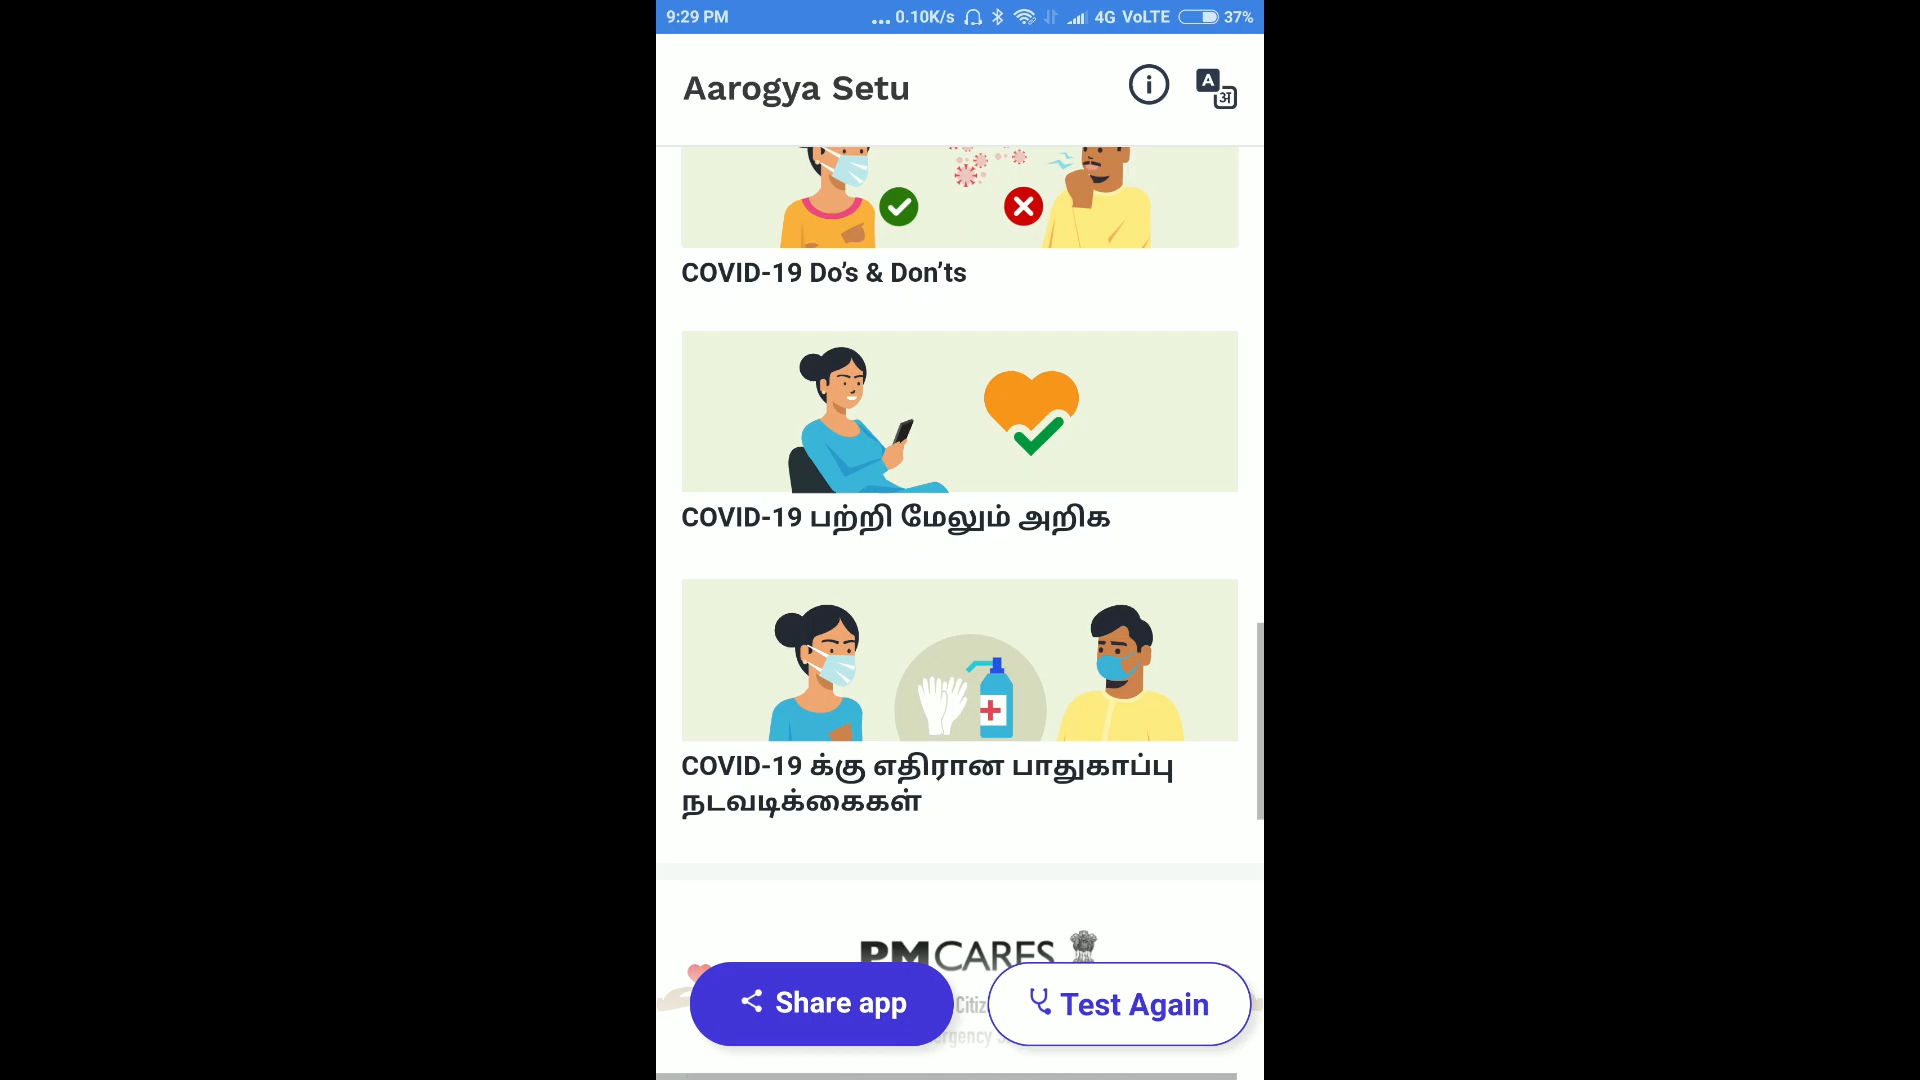 9:29 PM ... 0.10K/s 4G VoLTE 37%
Aarogya Setu
A
अ
COVID-19 Do’s & Don’ts
COVID-19 பற்றி மேலும் அறிக
COVID-19 க்கு எதிரான பாதுகாப்பு
நடவடிக்கைகள்
PM CARES
Share app
Test Again